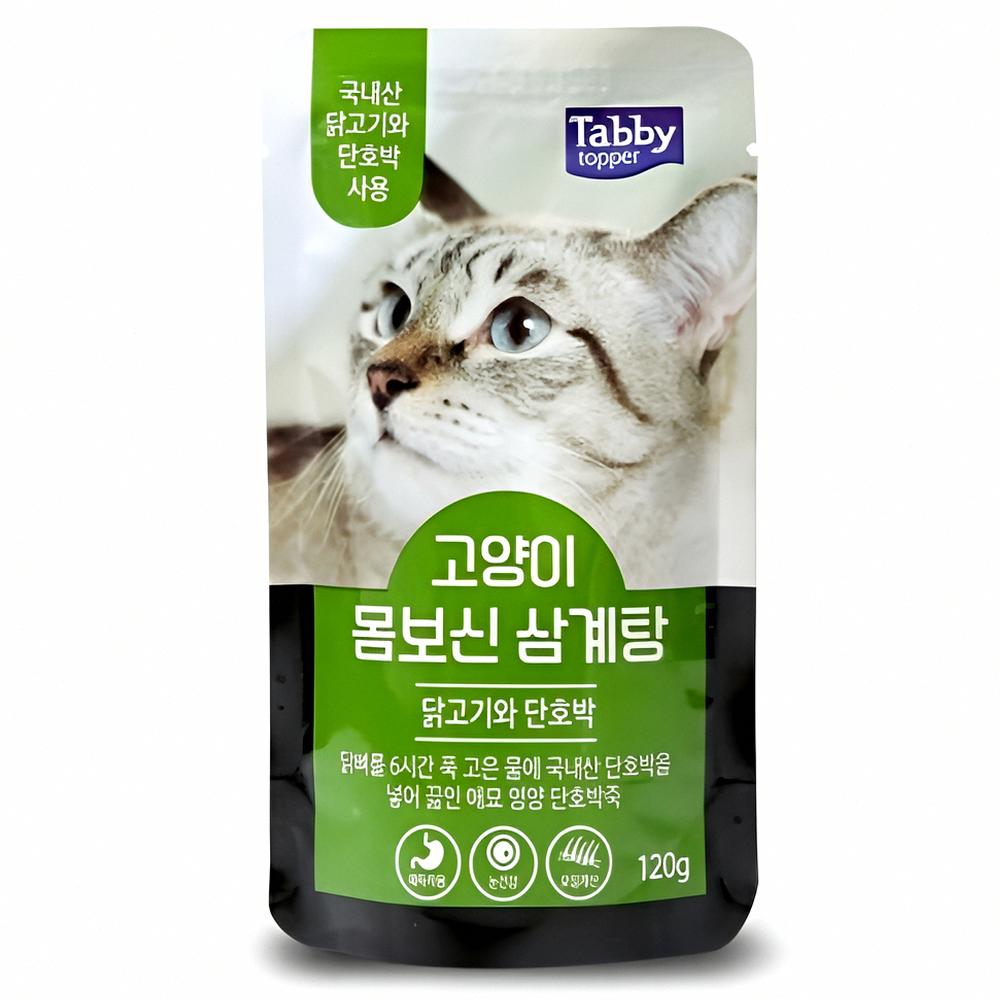 국내산
닭고기와
단호박
사용
Tabby
topper
고양이
몸보신 삼계탕
닭고기와 단호박
닭뼈를 6시간 푹 고은 물에 국내산 단호박을
넣어 끓인 애묘 영양 단호박죽
120g